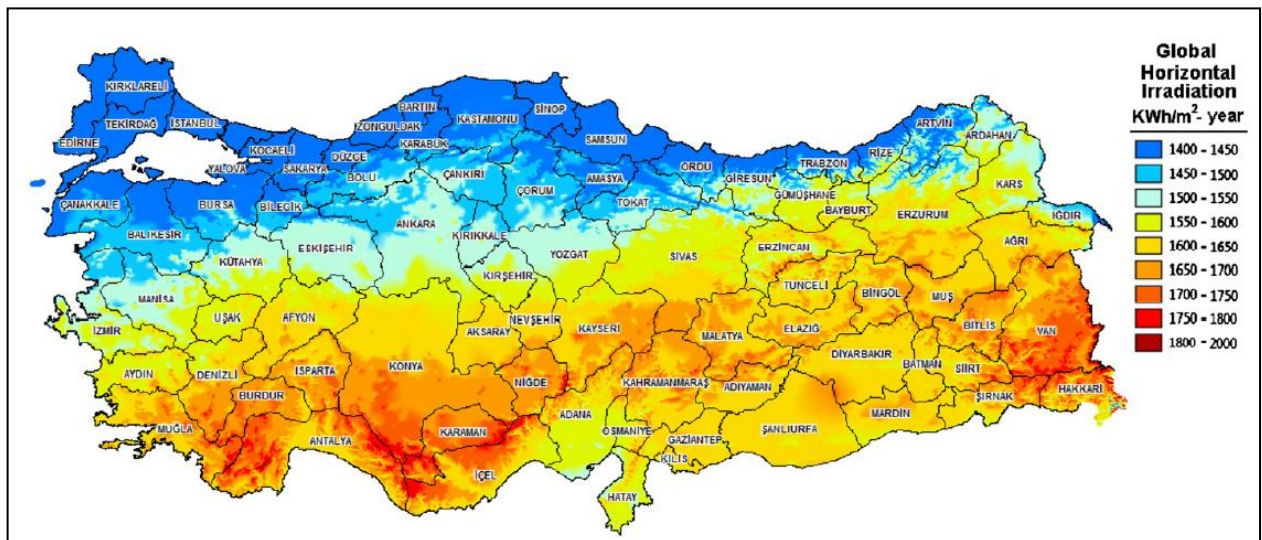 Global
Horizontal
Irradiation
KWh/m²- year
1400 - 1450
1450 - 1500
1500 - 1550
1550 - 1600
1600 - 1650
1650 - 1700
1700 - 1750
1750 - 1800
1800 - 2000
KIRKLARELİ
EDİRNE
TEKİRDAĞ
İSTANBUL
KOCAELİ
YALOVA
SAKARYA
DÜZCE
BOLU
ZONGULDAK
BARTIN
KARABÜK
KASTAMONU
SİNOP
SAMSUN
ÇANKIRI
ÇORUM
AMASYA
TOKAT
ORDU
GİRESUN
TRABZON
RİZE
ARTVİN
ARDAHAN
GÜMÜŞHANE
BAYBURT
ERZURUM
KARS
IĞDIR
AĞRI
ÇANAKKALE
BALIKEŞİR
BURSA
BİLECİK
KÜTAHYA
ESKİŞEHİR
ANKARA
KIRIKKALE
KIRŞEHİR
YOZGAT
SİVAS
ERZİNCAN
TUNCELİ
BİNGÖL
MUŞ
BİTLİS
VAN
MANİSA
İZMİR
UŞAK
AFYON
AKSARAY
NEVŞEHİR
KAYSERİ
MALATYA
ELAZIĞ
DİYARBAKIR
BATMAN
SİİRT
ŞIRNAK
HAKKARİ
AYDIN
DENİZLİ
ISPARTA
BURDUR
KONYA
NİĞDE
KAHRAMANMARAŞ
ADIYAMAN
MARDİN
MUĞLA
ANTALYA
KARAMAN
İÇEL
ADANA
OSMANİYE
GAZİANTEP
KİLİS
ŞANLIURFA
HATAY